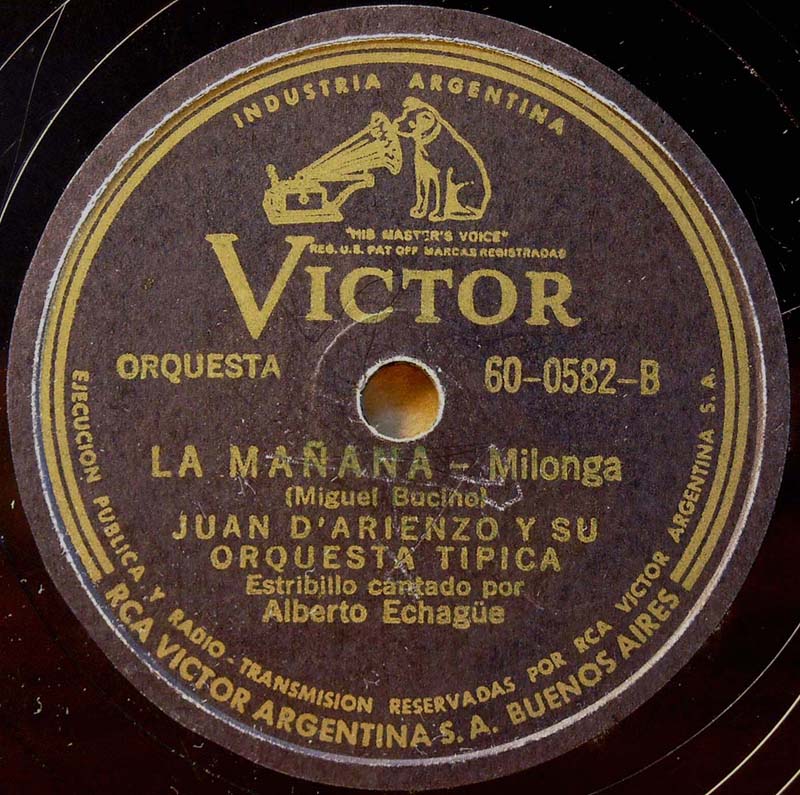 INDUSTRIA ARGENTINA
"HIS MASTER'S VOICE"
REG. U.S. PAT OFF MARCAS REGISTRADAS
VICTOR
ORQUESTA
60-0582-B
LA MAÑANA - Milonga
(Miguel Bucino)
JUAN D'ARIENZO Y SU
ORQUESTA TIPICA
Estribillo cantado por
Alberto Echagüe
EJECUCION PUBLICA Y RADIO-TRANSMISION RESERVADAS POR RCA VICTOR ARGENTINA S. A.
RCA VICTOR ARGENTINA S. A. BUENOS AIRES